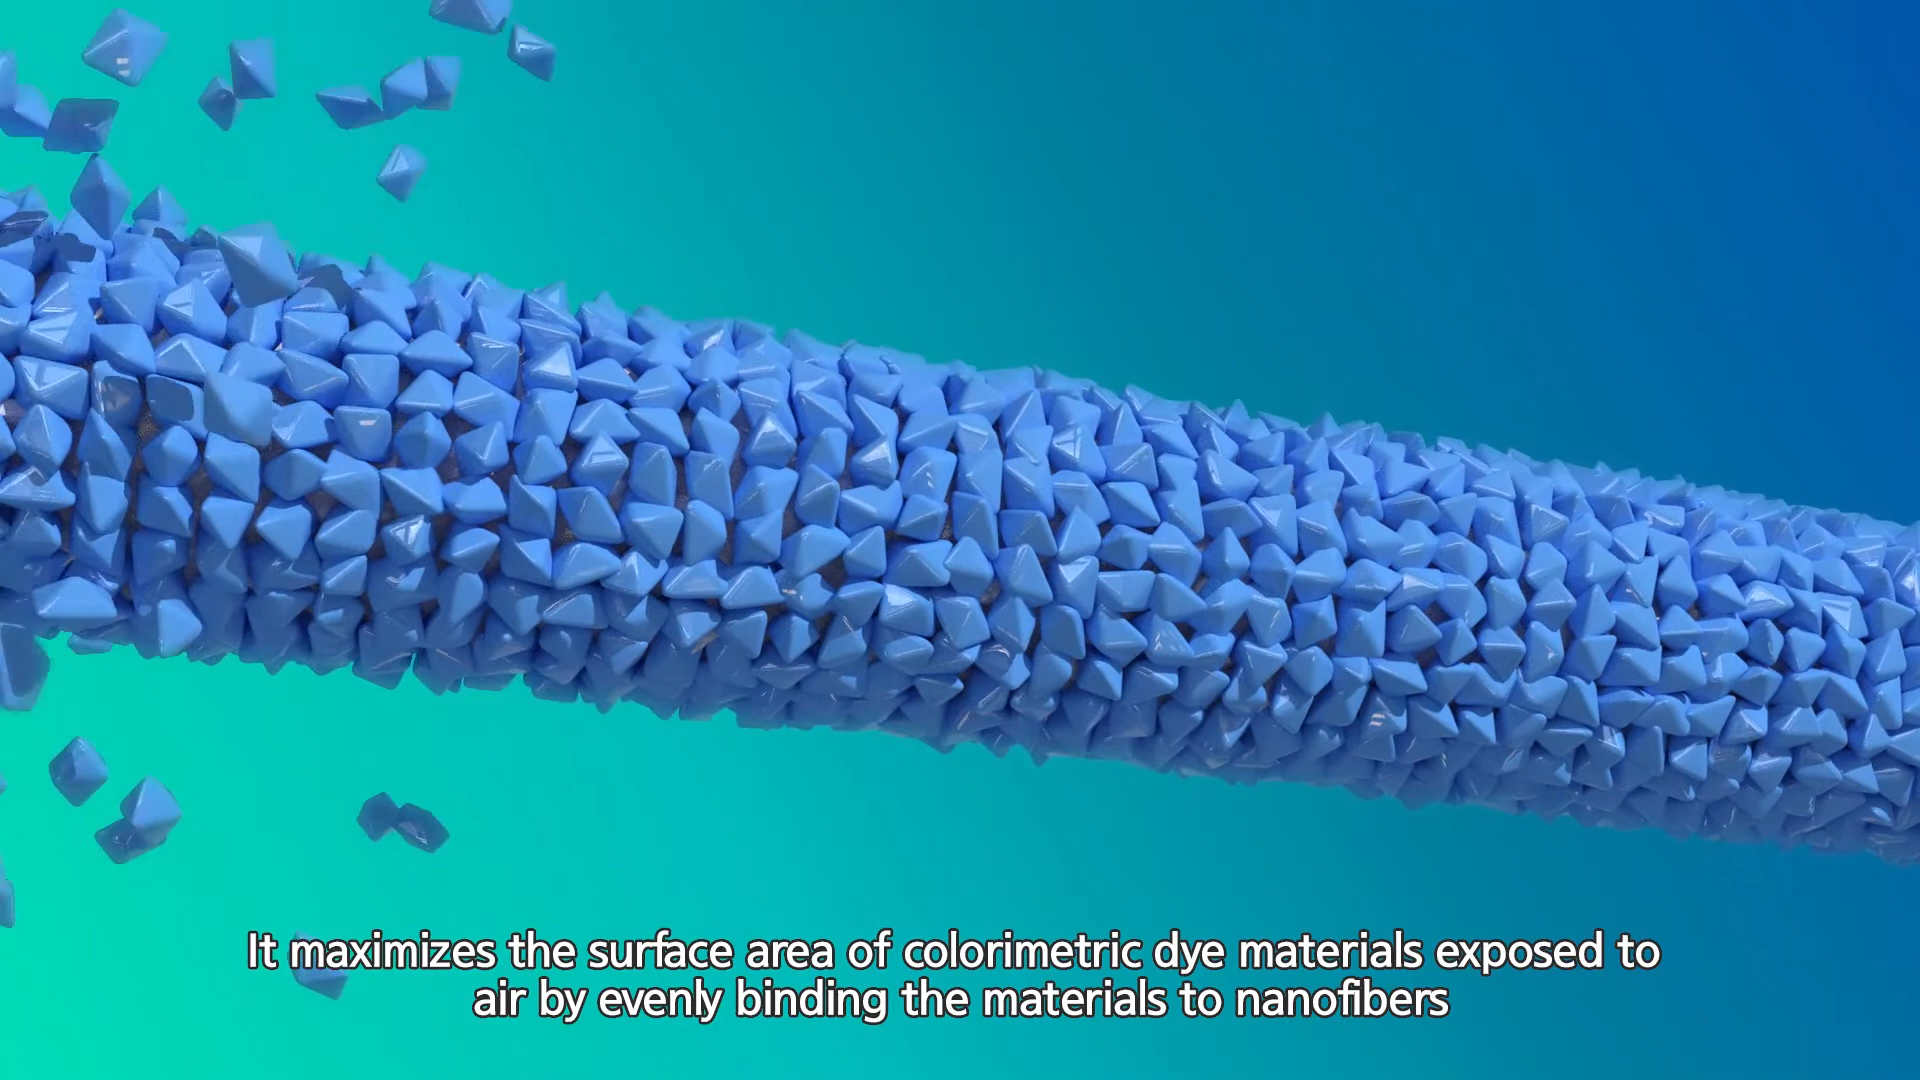 It maximizes the surface area of colorimetric dye materials exposed to
air by evenly binding the materials to nanofibers